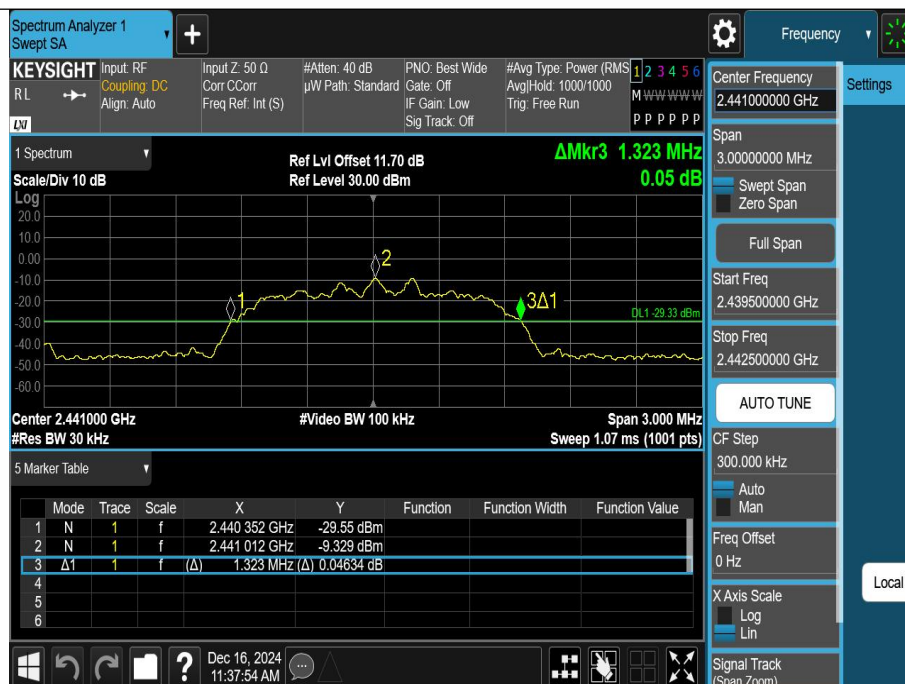 Spectrum Analyzer 1
Swept SA
+
Frequency
KEYSIGHT
RL
LXI
Input: RF
Coupling: DC
Align: Auto
Input Z: 50 Ω
Corr CCorr
Freq Ref: Int (S)
#Atten: 40 dB
µW Path: Standard
PNO: Best Wide
Gate: Off
IF Gain: Low
Sig Track: Off
#Avg Type: Power (RMS
Avg|Hold: 1000/1000
Trig: Free Run
1 2 3 4 5 6
M W W W W W
P P P P P P
1 Spectrum
Scale/Div 10 dB
Ref Lvl Offset 11.70 dB
Ref Level 30.00 dBm
ΔMkr3 1.323 MHz
0.05 dB
Log
20.0
10.0
0.00
-10.0
-20.0
-30.0
-40.0
-50.0
-60.0
1
2
3Δ1
DL1 -29.33 dBm
Center 2.441000 GHz
#Video BW 100 kHz
Span 3.000 MHz
#Res BW 30 kHz
Sweep 1.07 ms (1001 pts)
5 Marker Table
Mode Trace Scale X Y Function Function Width Function Value
1 N 1 f 2.440 352 GHz -29.55 dBm
2 N 1 f 2.441 012 GHz -9.329 dBm
3 Δ1 1 f (Δ) 1.323 MHz (Δ) 0.04634 dB
4
5
6
Dec 16, 2024
11:37:54 AM
?
Center Frequency
2.441000000 GHz
Settings
Span
3.00000000 MHz
Swept Span
Zero Span
Full Span
Start Freq
2.439500000 GHz
Stop Freq
2.442500000 GHz
AUTO TUNE
CF Step
300.000 kHz
Auto
Man
Freq Offset
0 Hz
Local
X Axis Scale
Log
Lin
Signal Track
(Span Zoom)